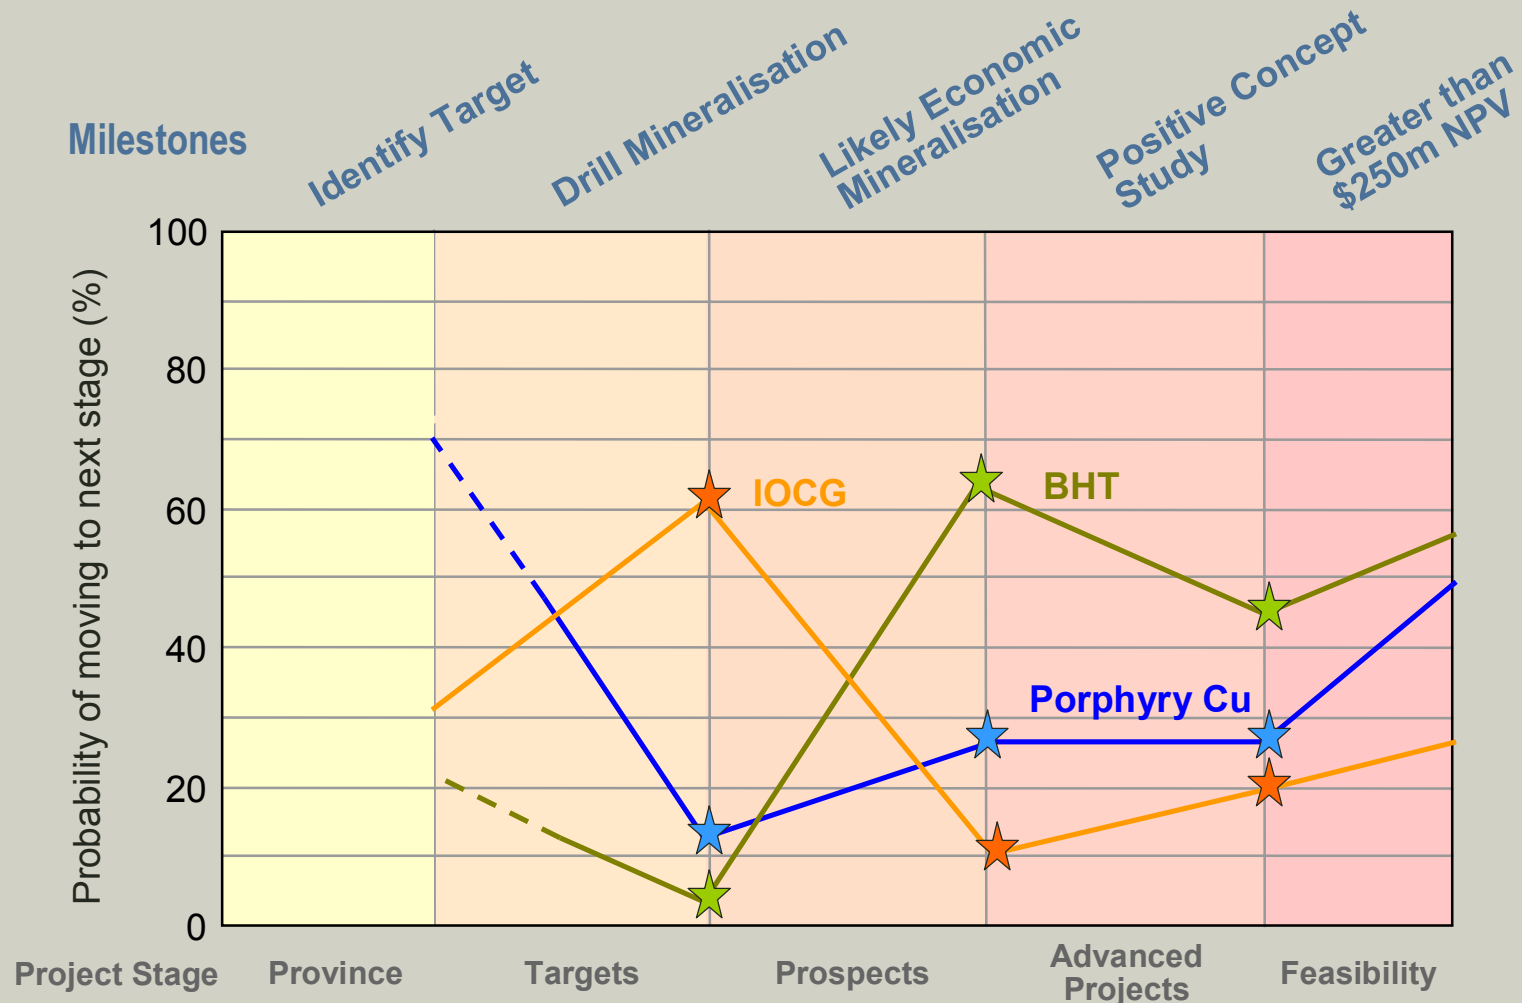 Milestones
Identify Target
Drill Mineralisation
Likely Economic
Mineralisation
Positive Concept
Study
Greater than
$250m NPV
Probability of moving to next stage (%)
100
80
60
40
20
0
IOCG
BHT
Porphyry Cu
Project Stage
Province
Targets
Prospects
Advanced
Projects
Feasibility